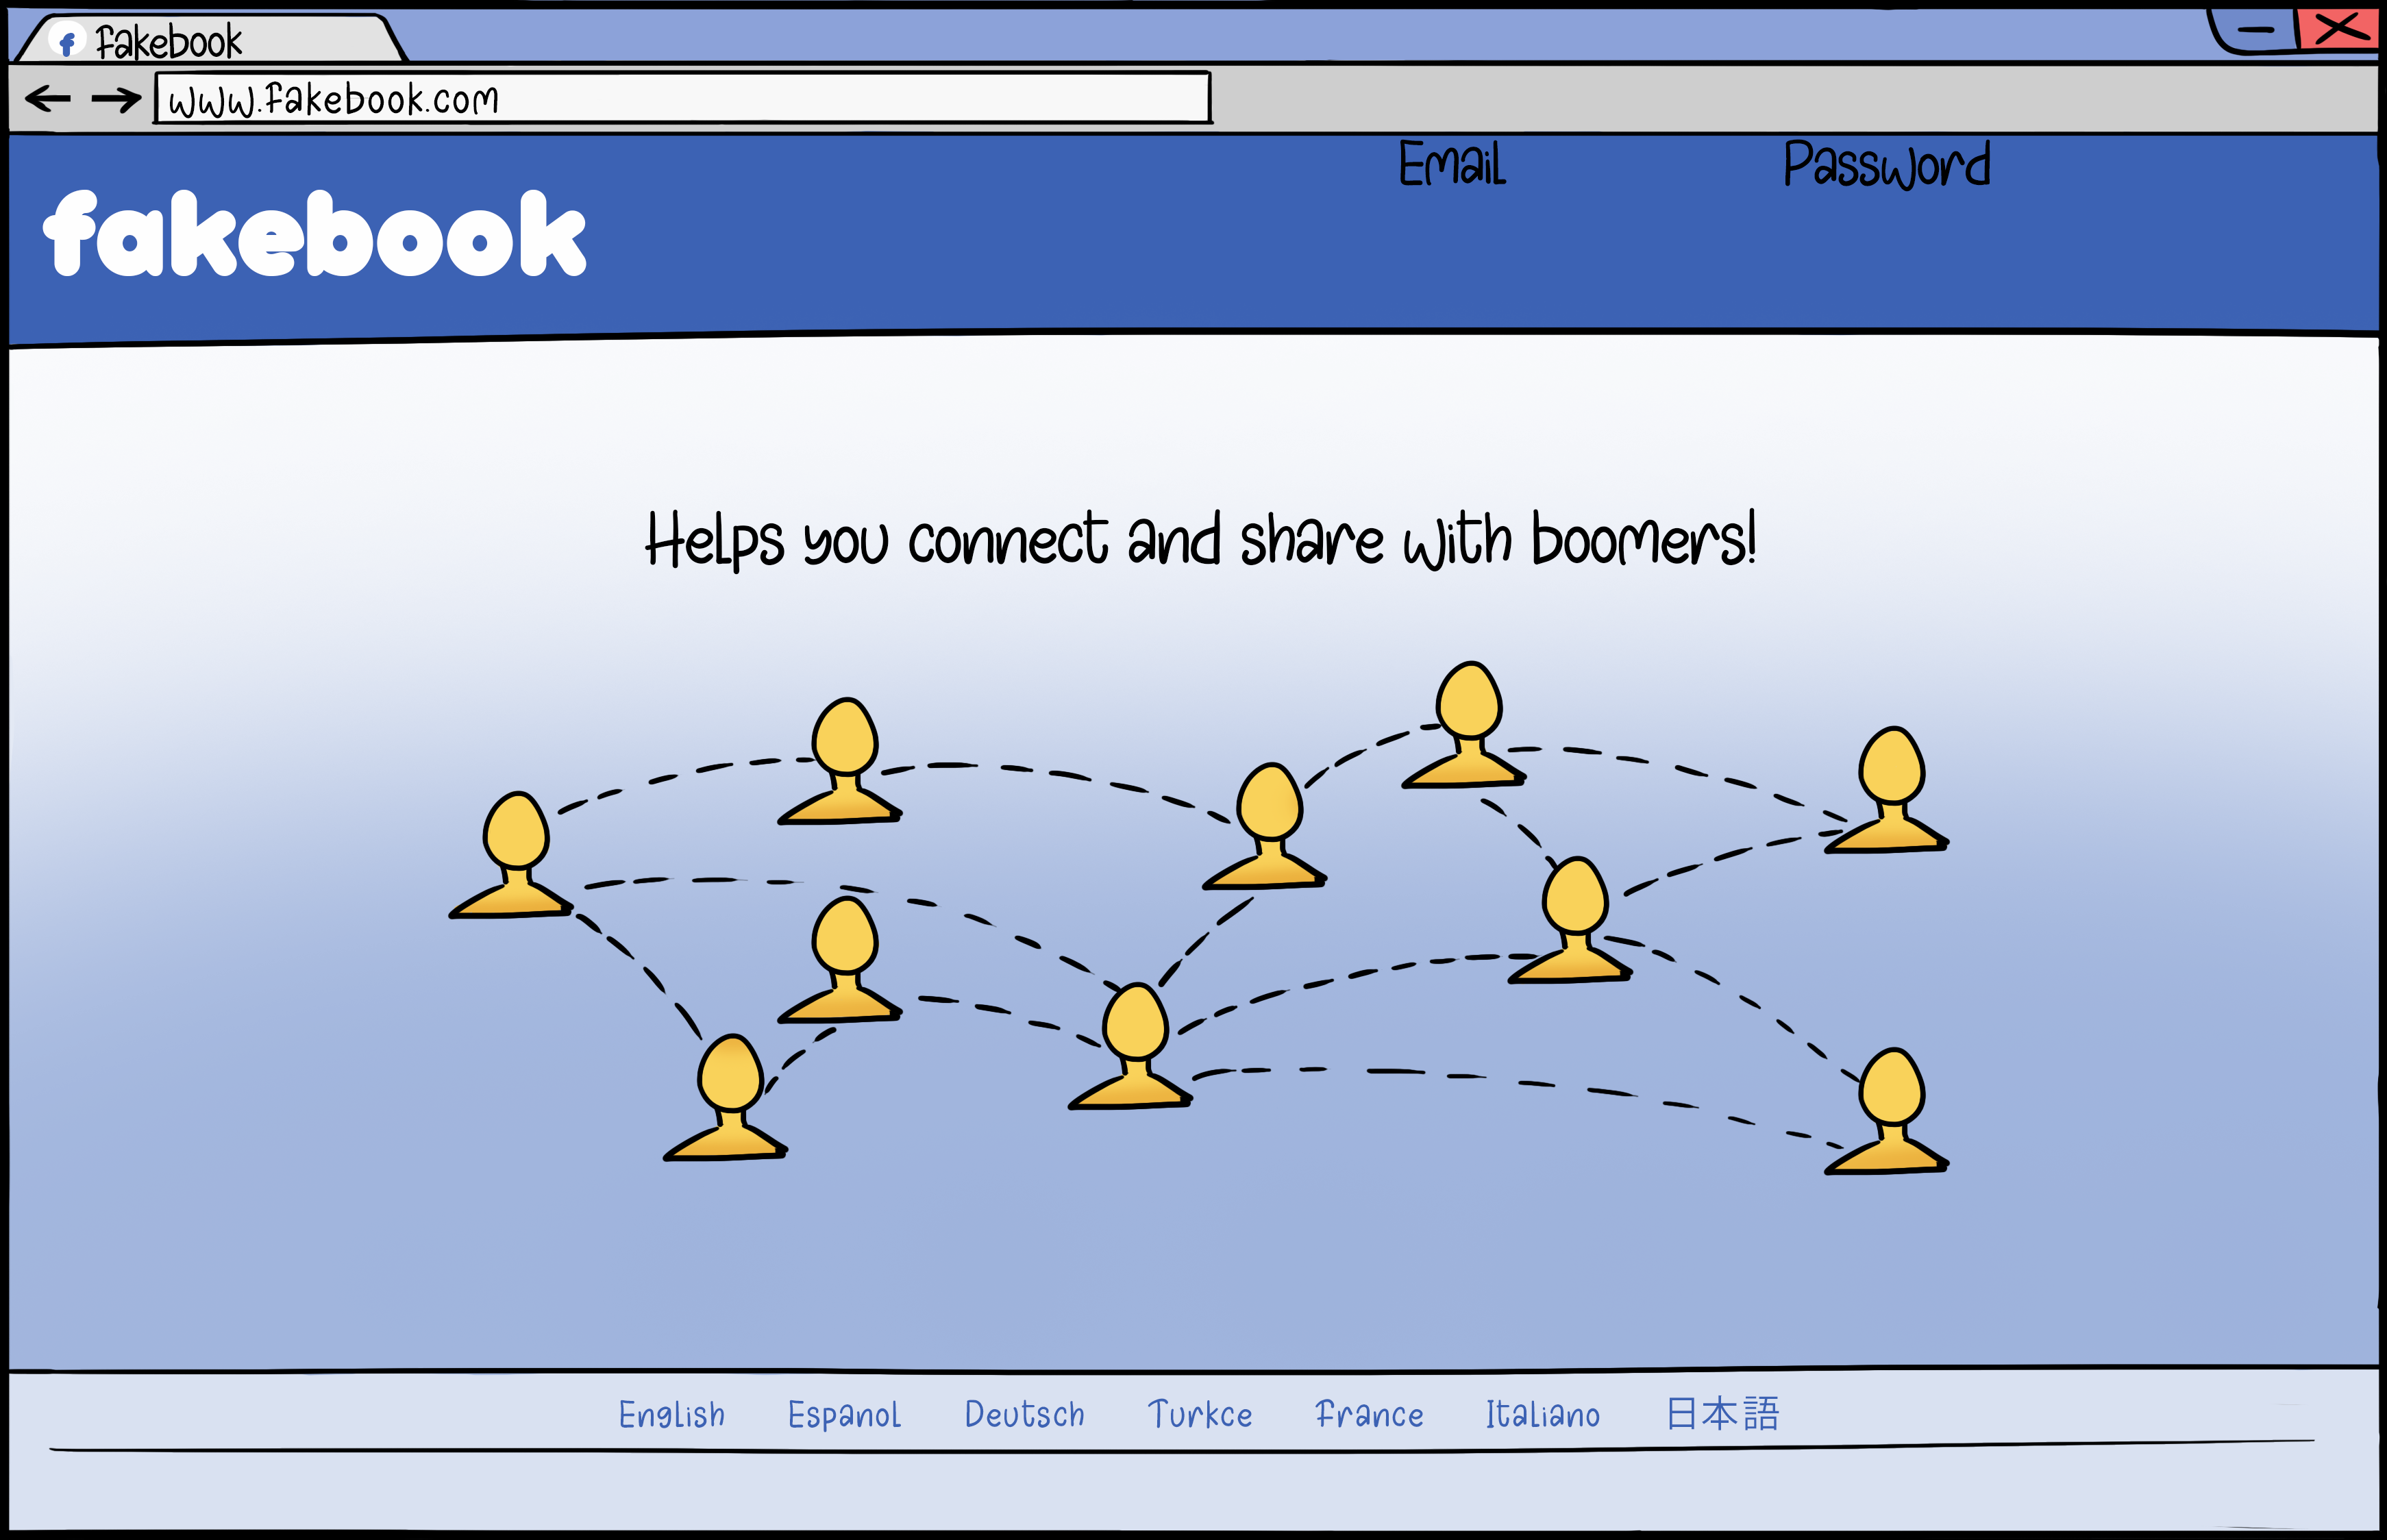 f fakebook
www.fakebook.com
Email Password
fakebook
Helps you connect and share with boomers!
English Espanol Deutsch Turkce France Italiano 日本語